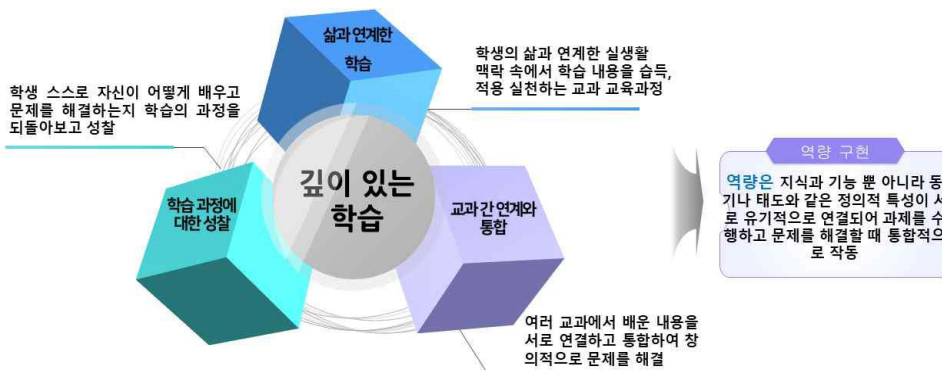 삶과 연계한
학습
학생의 삶과 연계한 실생활
맥락 속에서 학습 내용을 습득,
적용 실천하는 교과 교육과정
학생 스스로 자신이 어떻게 배우고
문제를 해결하는지 학습의 과정을
되돌아보고 성찰
깊이 있는
학습
학습 과정에
대한 성찰
교과 간 연계와
통합
여러 교과에서 배운 내용을
서로 연결하고 통합하여 창
의적으로 문제를 해결
역량 구현
역량은 지식과 기능 뿐 아니라 동
기나 태도와 같은 정의적 특성이 서
로 유기적으로 연결되어 과제를 수
행하고 문제를 해결할 때 통합적으
로 작동